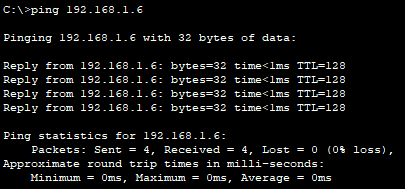 C:\>ping 192.168.1.6
Pinging 192.168.1.6 with 32 bytes of data:
Reply from 192.168.1.6: bytes=32 time<1ms TTL=128
Reply from 192.168.1.6: bytes=32 time<1ms TTL=128
Reply from 192.168.1.6: bytes=32 time<1ms TTL=128
Reply from 192.168.1.6: bytes=32 time<1ms TTL=128
Ping statistics for 192.168.1.6:
    Packets: Sent = 4, Received = 4, Lost = 0 (0% loss),
Approximate round trip times in milli-seconds:
    Minimum = 0ms, Maximum = 0ms, Average = 0ms